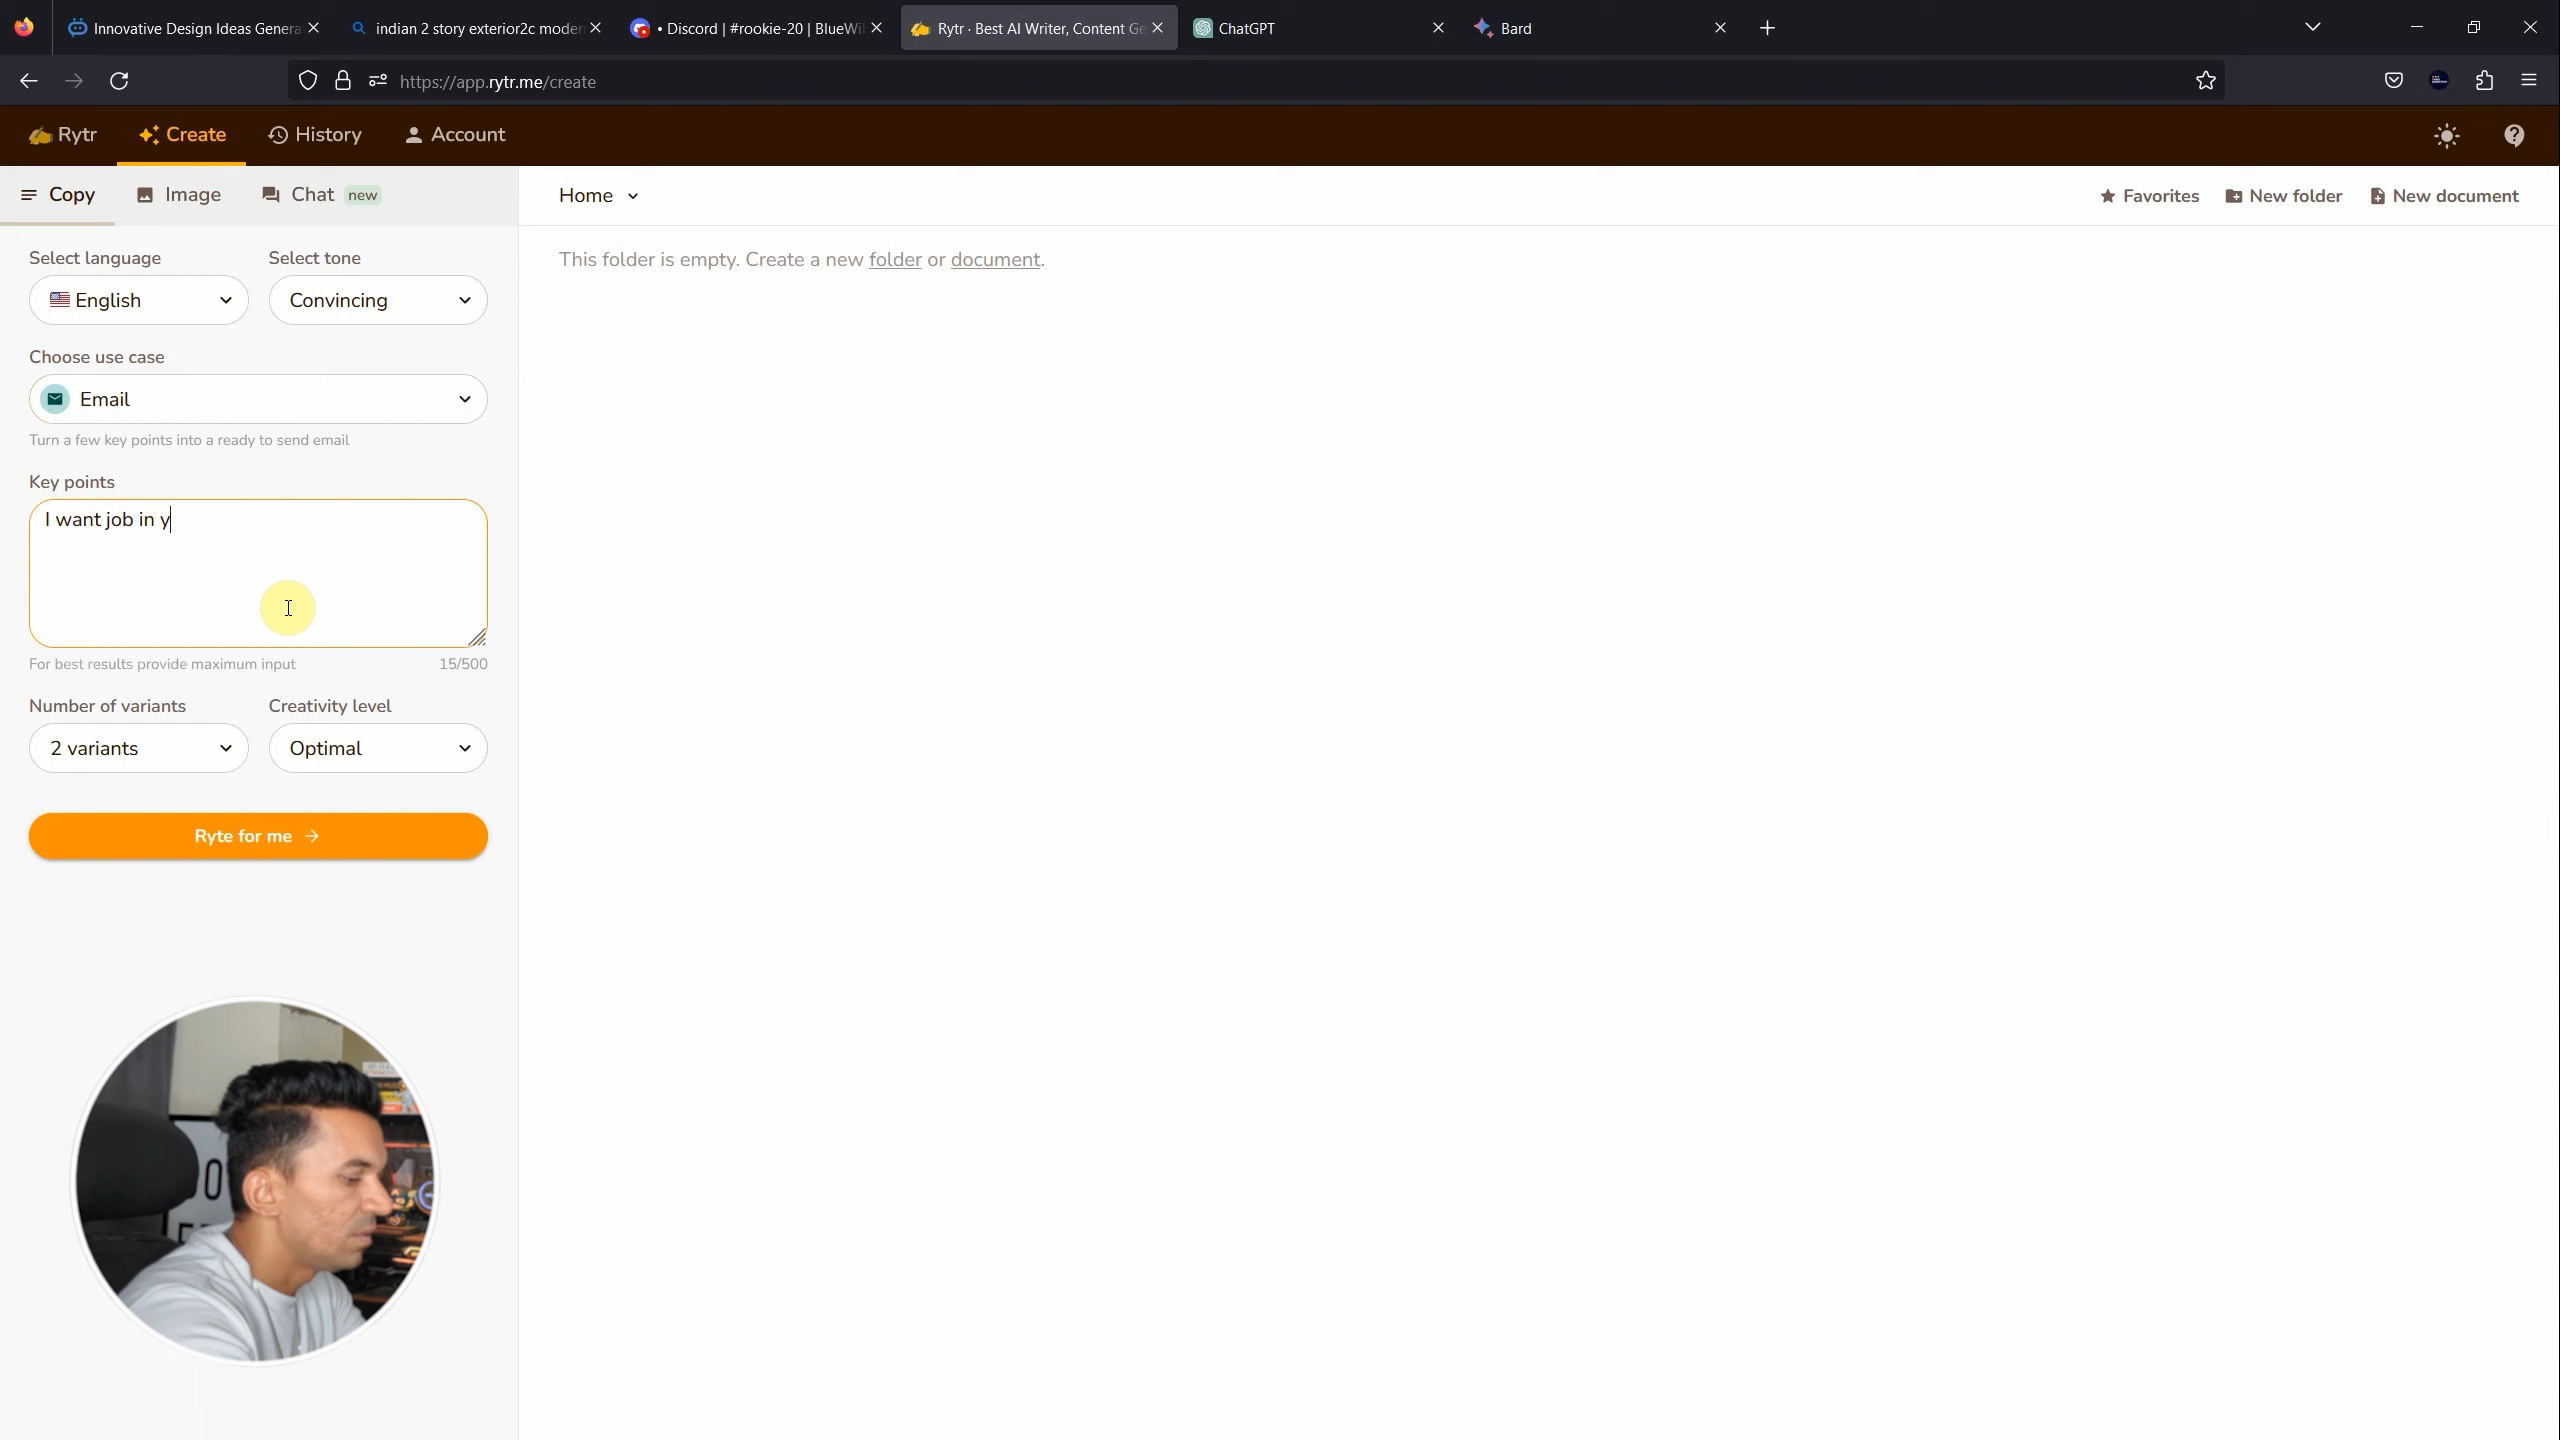 Innovative Design Ideas Genera
indian 2 story exterior2c moder
• Discord | #rookie-20 | BlueWil
Rytr · Best AI Writer, Content Ge
ChatGPT
Bard
https://app.rytr.me/create
Rytr
Create
History
Account
Copy
Image
Chat new
Home
Favorites
New folder
New document
Select language
Select tone
English
Convincing
This folder is empty. Create a new folder or document.
Choose use case
Email
Turn a few key points into a ready to send email
Key points
I want job in y
For best results provide maximum input
15/500
Number of variants
Creativity level
2 variants
Optimal
Ryte for me →